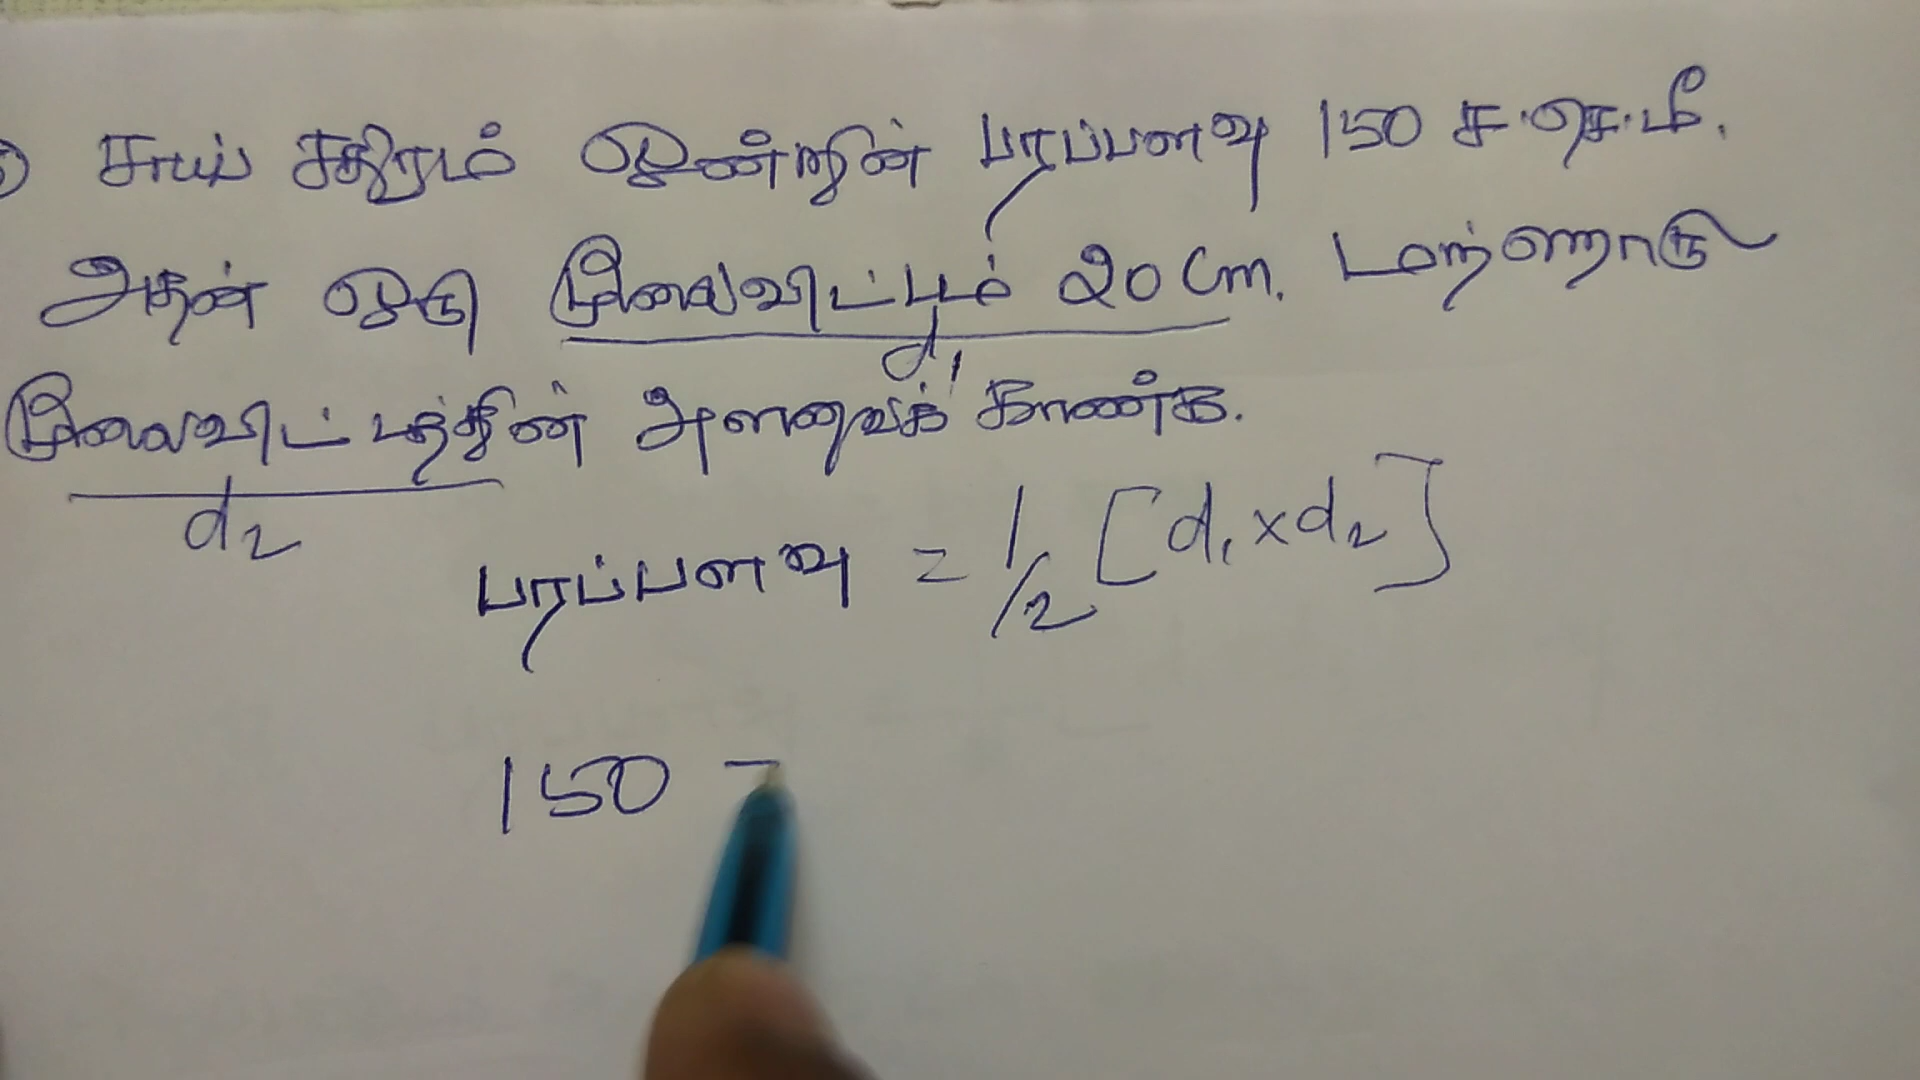 சாய் சதுரம் ஒன்றின் பரப்பளவு 150 ச.செ.மீ.
அதன் ஒரு மூலைவிட்டம் 20 Cm. மற்றொரு
d₁
மூலைவிட்டத்தின் அளவைக் காண்க.
d₂
பரப்பளவு = 1/2 [d₁ × d₂]
150